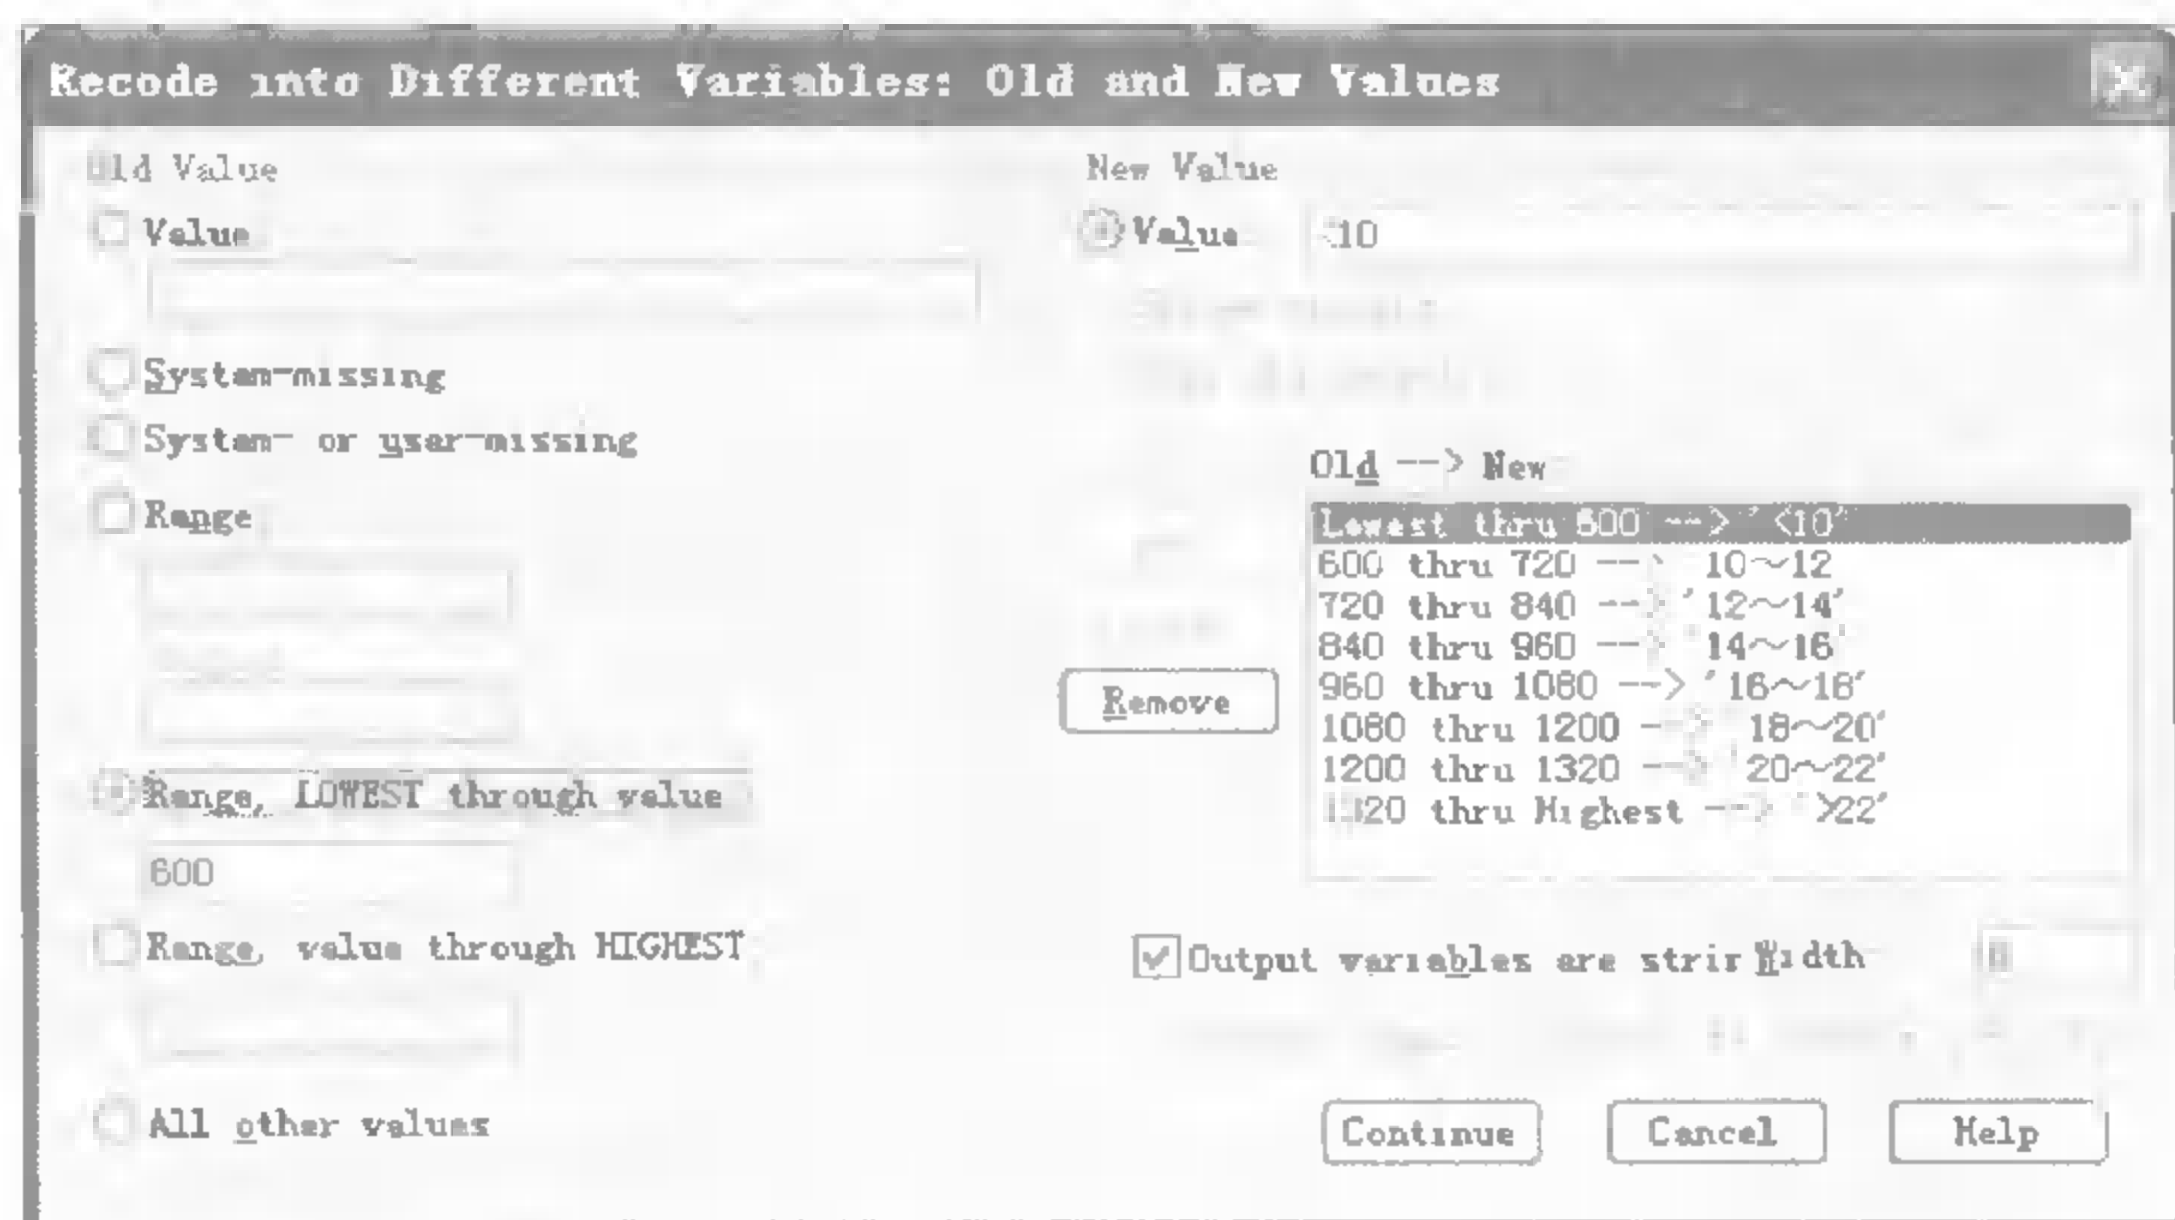 Recode into Different Variables: Old and New Values
Old Value
Value
System-missing
System- or user-missing
Range
Range, LOWEST through value
600
Range, value through HIGHEST
All other values
New Value
Value
<10
Old --> New
Lowest thru 600 --> '<10'
600 thru 720 --> 10~12
720 thru 840 --> '12~14'
840 thru 960 --> '14~16
960 thru 1080 --> '16~18'
1080 thru 1200 --> 18~20'
1200 thru 1320 --> '20~22'
1320 thru Highest --> '>22'
Remove
Output variables are strin Width
8
Continue
Cancel
Help